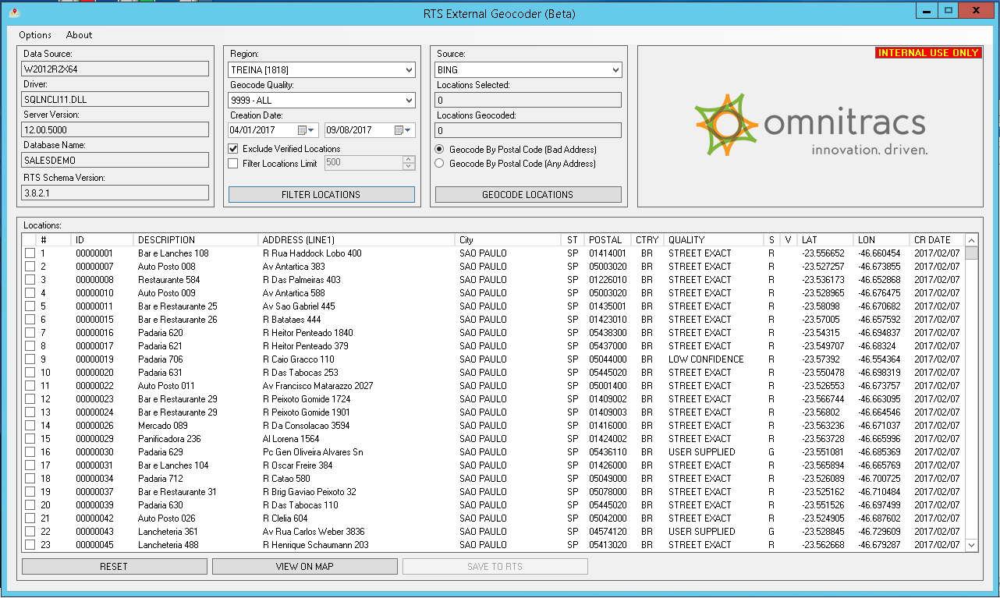 RTS External Geocoder (Beta)
Options About
Data Source:
W2012R2X64
Driver:
SQLNCLI11.DLL
Server Version:
12.00.5000
Database Name:
SALESDEMO
RTS Schema Version:
3.8.2.1
Region:
TREINA [1818]
Geocode Quality:
9999 - ALL
Creation Date:
04/01/2017 09/08/2017
Exclude Verified Locations
Filter Locations Limit 500
FILTER LOCATIONS
Source:
BING
Locations Selected:
0
Locations Geocoded:
0
Geocode By Postal Code (Bad Address)
Geocode By Postal Code (Any Address)
GEOCODE LOCATIONS
INTERNAL USE ONLY
omnitracs
innovation. driven.
Locations:
# ID DESCRIPTION ADDRESS (LINE1) City ST POSTAL CTRY QUALITY S V LAT LON CR DATE
1 00000001 Bar e Lanches 108 R Rua Haddock Lobo 400 SAO PAULO SP 01414001 BR STREET EXACT R -23.556652 -46.660454 2017/02/07
2 00000007 Auto Posto 008 Av Antartica 383 SAO PAULO SP 05003020 BR STREET EXACT R -23.527257 -46.673855 2017/02/07
3 00000008 Restaurante 584 R Das Palmeiras 403 SAO PAULO SP 01226010 BR STREET EXACT R -23.536173 -46.652868 2017/02/07
4 00000010 Auto Posto 009 Av Antartica 588 SAO PAULO SP 05003020 BR STREET EXACT R -23.528965 -46.676475 2017/02/07
5 00000011 Bar e Restaurante 25 Av Sao Gabriel 445 SAO PAULO SP 01435001 BR STREET EXACT R -23.58098 -46.670682 2017/02/07
6 00000015 Bar e Restaurante 26 R Batataes 444 SAO PAULO SP 01423010 BR STREET EXACT R -23.57005 -46.657592 2017/02/07
7 00000016 Padaria 620 R Heitor Penteado 1840 SAO PAULO SP 05438300 BR STREET EXACT R -23.54315 -46.694837 2017/02/07
8 00000017 Padaria 621 R Heitor Penteado 379 SAO PAULO SP 05437000 BR STREET EXACT R -23.549707 -46.68324 2017/02/07
9 00000019 Padaria 706 R Caio Gracco 110 SAO PAULO SP 05044000 BR LOW CONFIDENCE R -23.57392 -46.554364 2017/02/07
10 00000020 Padaria 631 R Das Tabocas 253 SAO PAULO SP 05445020 BR STREET EXACT R -23.550478 -46.698319 2017/02/07
11 00000022 Auto Posto 011 Av Francisco Matarazzo 2027 SAO PAULO SP 05001400 BR STREET EXACT R -23.526553 -46.673757 2017/02/07
12 00000023 Bar e Restaurante 29 R Peixoto Gomide 1724 SAO PAULO SP 01409002 BR STREET EXACT R -23.566744 -46.663095 2017/02/07
13 00000024 Bar e Restaurante 29 R Peixoto Gomide 1901 SAO PAULO SP 01409003 BR STREET EXACT R -23.56802 -46.664546 2017/02/07
14 00000026 Mercado 089 R Da Consolacao 3594 SAO PAULO SP 01416000 BR STREET EXACT R -23.563236 -46.671037 2017/02/07
15 00000029 Panificadora 236 Al Lorena 1564 SAO PAULO SP 01424002 BR STREET EXACT R -23.563728 -46.665996 2017/02/07
16 00000030 Padaria 629 Pc Gen Oliveira Alvares Sn SAO PAULO SP 05436110 BR USER SUPPLIED G -23.551081 -46.685369 2017/02/07
17 00000031 Bar e Lanches 104 R Oscar Freire 384 SAO PAULO SP 01426000 BR STREET EXACT R -23.565894 -46.665769 2017/02/07
18 00000034 Padaria 712 R Catao 580 SAO PAULO SP 05049000 BR STREET EXACT R -23.526089 -46.700725 2017/02/07
19 00000037 Bar e Restaurante 31 R Brig Gaviao Peixoto 32 SAO PAULO SP 05078000 BR STREET EXACT R -23.525162 -46.710484 2017/02/07
20 00000039 Padaria 630 R Das Tabocas 110 SAO PAULO SP 05445020 BR STREET EXACT R -23.551526 -46.697499 2017/02/07
21 00000042 Auto Posto 026 R Clelia 604 SAO PAULO SP 05042000 BR STREET EXACT R -23.524905 -46.687602 2017/02/07
22 00000043 Lancheteria 361 Av Rua Carlos Weber 3836 SAO PAULO SP 04574120 BR USER SUPPLIED G -23.528845 -46.729609 2017/02/07
23 00000045 Lancheteria 488 R Henrique Schaumann 203 SAO PAULO SP 05413020 BR STREET EXACT R -23.562668 -46.679287 2017/02/07
RESET VIEW ON MAP SAVE TO RTS